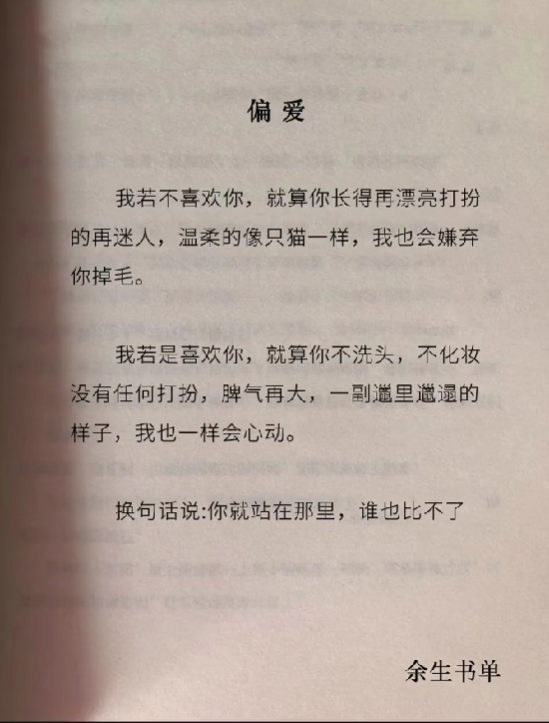 偏爱
我若不喜欢你，就算你长得再漂亮打扮
的再迷人，温柔的像只猫一样，我也会嫌弃
你掉毛。
我若是喜欢你，就算你不洗头，不化妆
没有任何打扮，脾气再大，一副邋里邋遢的
样子，我也一样会心动。
换句话说:你就站在那里，谁也比不了
余生书单